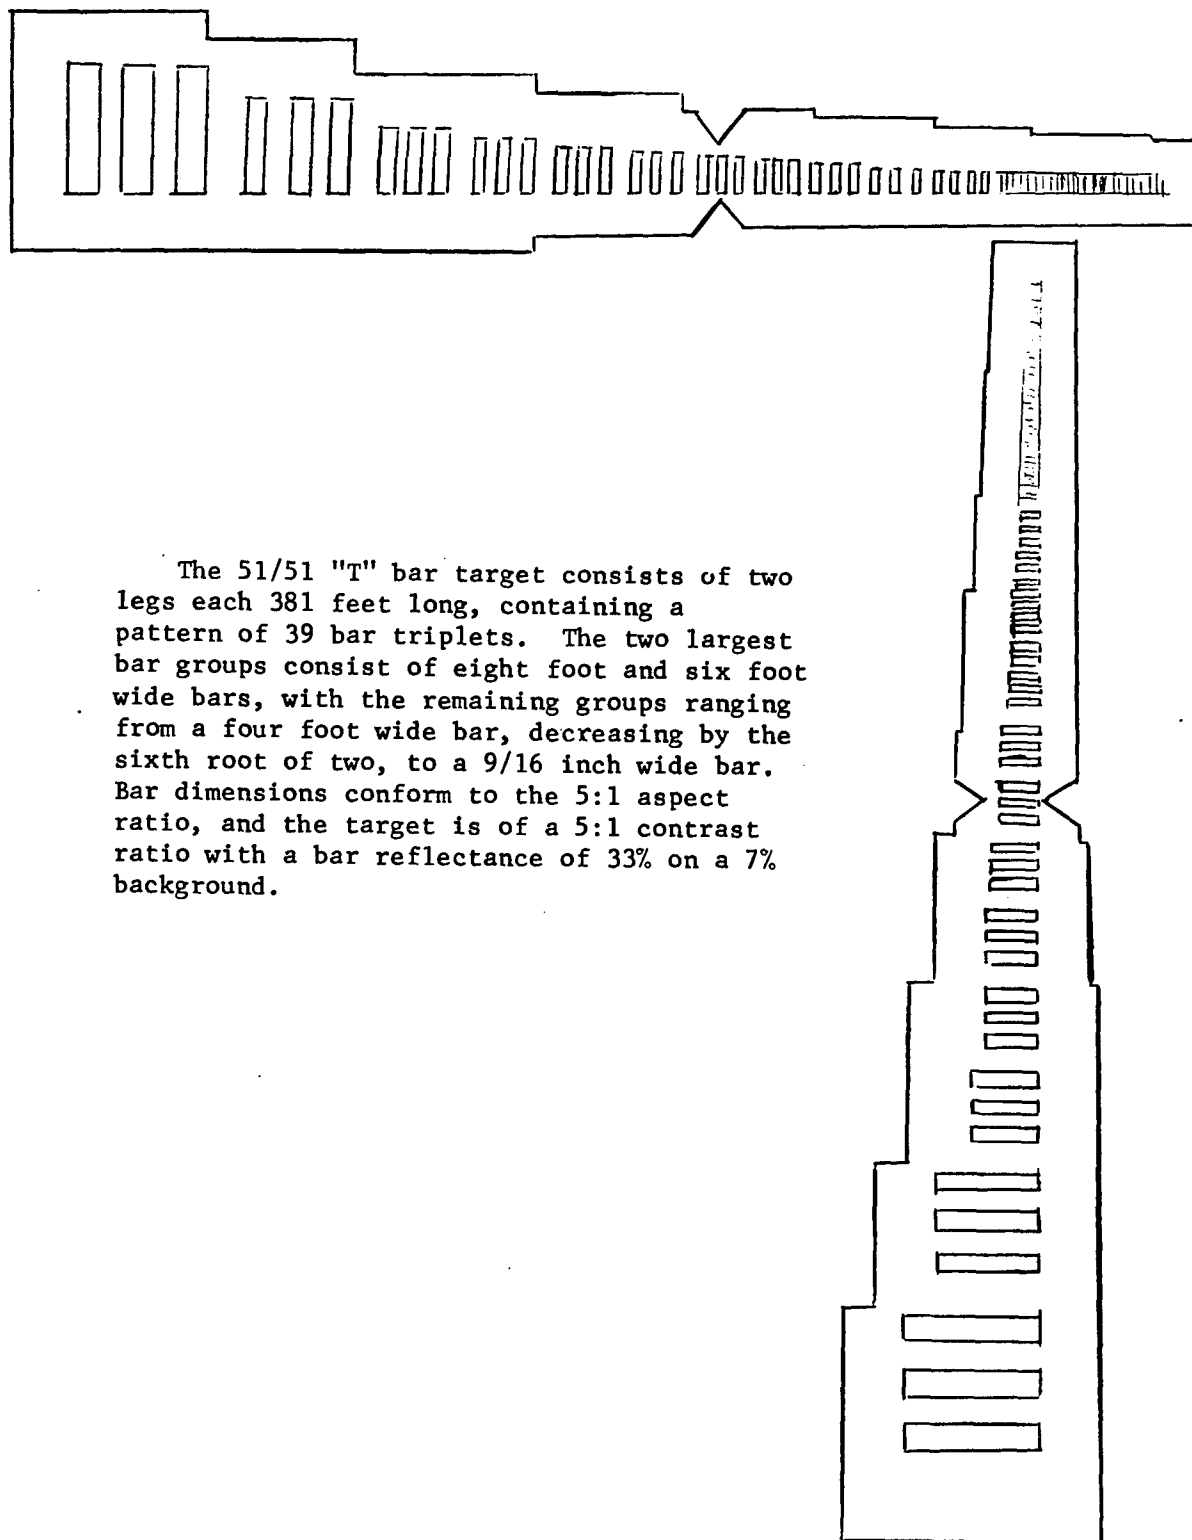 The 51/51 "T" bar target consists of two
legs each 381 feet long, containing a
pattern of 39 bar triplets. The two largest
bar groups consist of eight foot and six foot
wide bars, with the remaining groups ranging
from a four foot wide bar, decreasing by the
sixth root of two, to a 9/16 inch wide bar.
Bar dimensions conform to the 5:1 aspect
ratio, and the target is of a 5:1 contrast
ratio with a bar reflectance of 33% on a 7%
background.